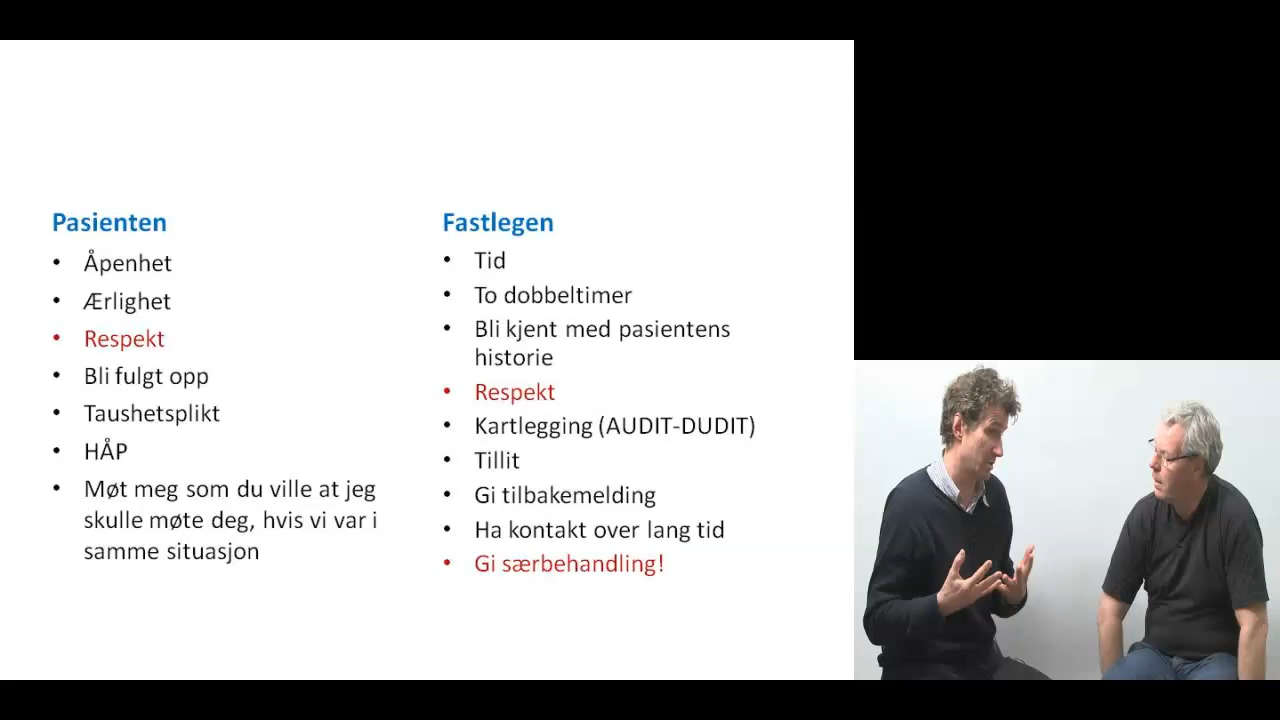 Pasienten
• Åpenhet
• Ærlighet
• Respekt
• Bli fulgt opp
• Taushetsplikt
• HÅP
• Møt meg som du ville at jeg
skulle møte deg, hvis vi var i
samme situasjon
Fastlegen
• Tid
• To dobbeltimer
• Bli kjent med pasientens
historie
• Respekt
• Kartlegging (AUDIT-DUDIT)
• Tillit
• Gi tilbakemelding
• Ha kontakt over lang tid
• Gi særbehandling!